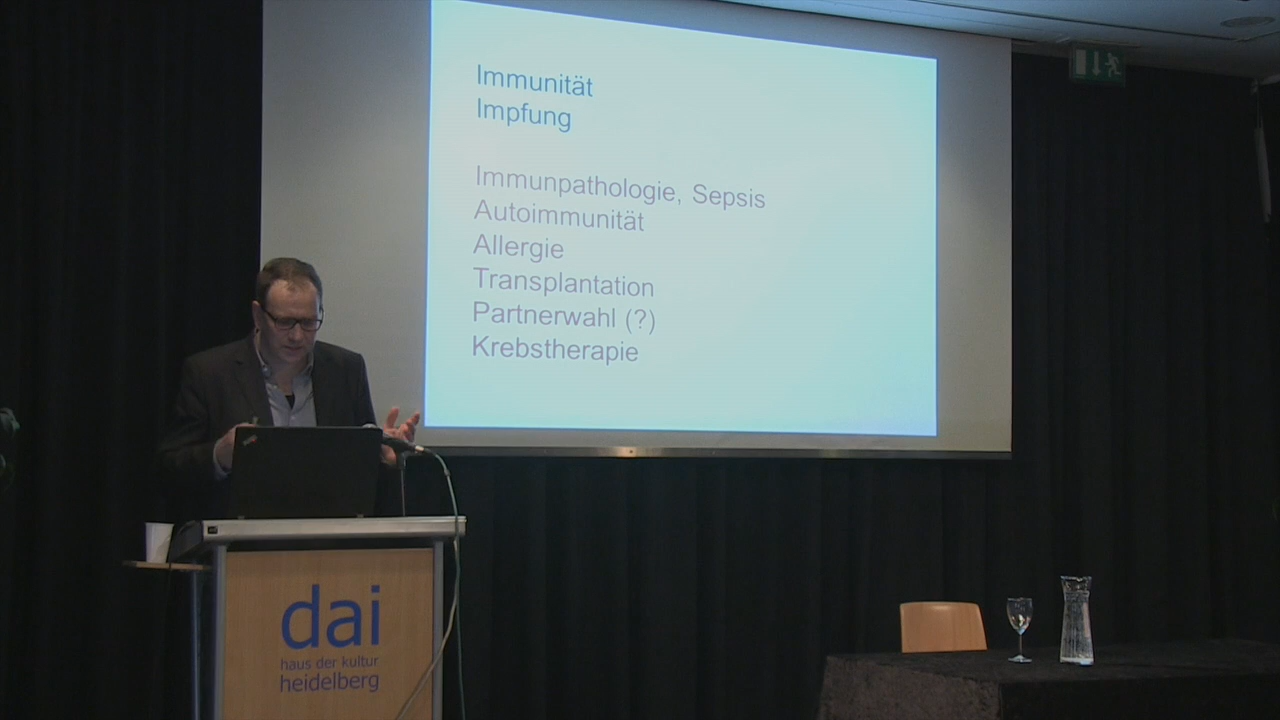 Immunität
Impfung
Immunpathologie, Sepsis
Autoimmunität
Allergie
Transplantation
Partnerwahl (?)
Krebstherapie
dai
haus der kultur
heidelberg